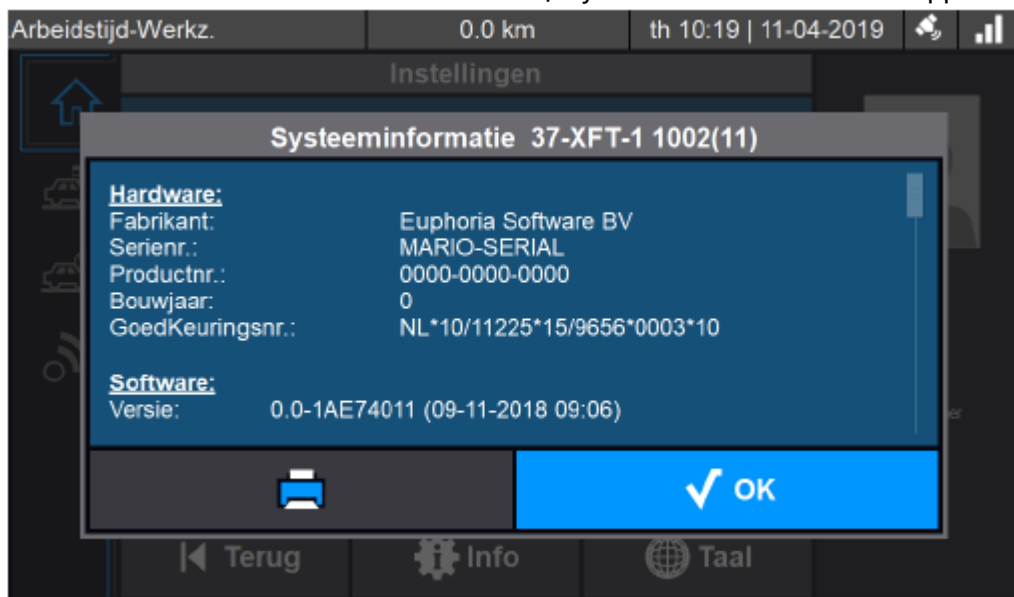 Arbeidstijd-Werkz. 0.0 km th 10:19 | 11-04-2019
Instellingen
Systeeminformatie 37-XFT-1 1002(11)
Hardware:
Fabrikant: Euphoria Software BV
Serienr.: MARIO-SERIAL
Productnr.: 0000-0000-0000
Bouwjaar: 0
GoedKeuringsnr.: NL*10/11225*15/9656*0003*10
Software:
Versie: 0.0-1AE74011 (09-11-2018 09:06)
OK
Terug Info Taal